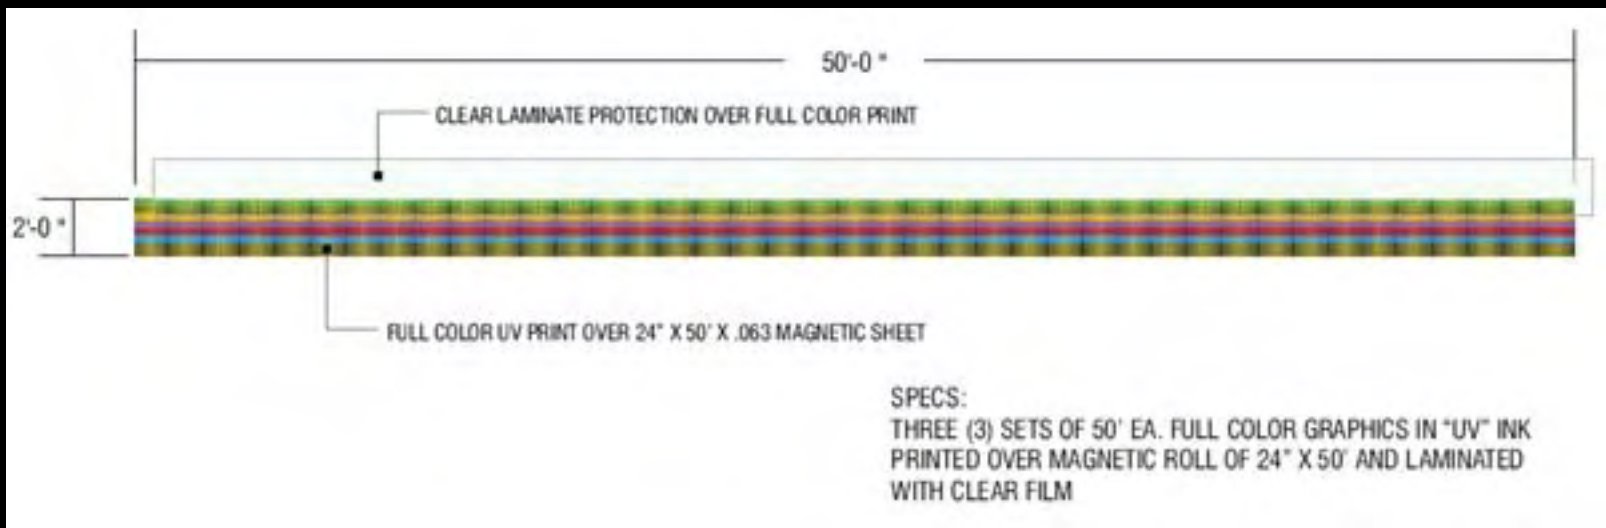 50'-0 "
CLEAR LAMINATE PROTECTION OVER FULL COLOR PRINT
2'-0 "
FULL COLOR UV PRINT OVER 24" X 50' X .063 MAGNETIC SHEET
SPECS:
THREE (3) SETS OF 50' EA. FULL COLOR GRAPHICS IN "UV" INK
PRINTED OVER MAGNETIC ROLL OF 24" X 50' AND LAMINATED
WITH CLEAR FILM